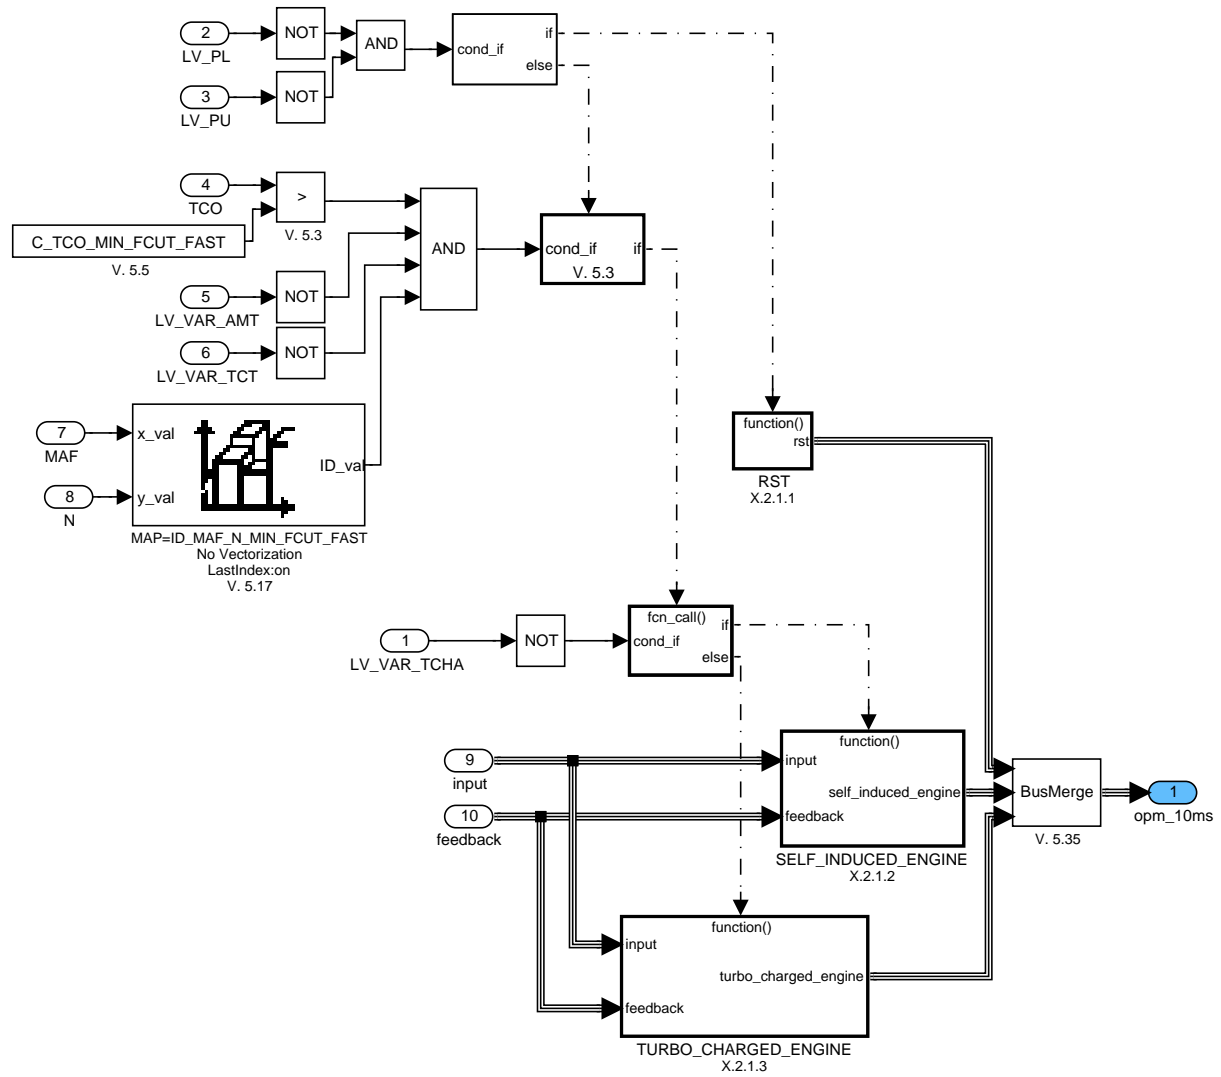 2
LV_PL
NOT
AND
cond_if
if
else
3
LV_PU
NOT
4
TCO
>
V. 5.3
C_TCO_MIN_FCUT_FAST
V. 5.5
AND
cond_if
if
V. 5.3
5
LV_VAR_AMT
NOT
6
LV_VAR_TCT
NOT
7
MAF
x_val
8
N
y_val
ID_val
MAP=ID_MAF_N_MIN_FCUT_FAST
No Vectorization
LastIndex:on
V. 5.17
function()
rst
RST
X.2.1.1
1
LV_VAR_TCHA
NOT
fcn_call()
cond_if
if
else
9
input
10
feedback
function()
input
self_induced_engine
feedback
SELF_INDUCED_ENGINE
X.2.1.2
BusMerge
V. 5.35
1
opm_10ms
function()
input
turbo_charged_engine
feedback
TURBO_CHARGED_ENGINE
X.2.1.3